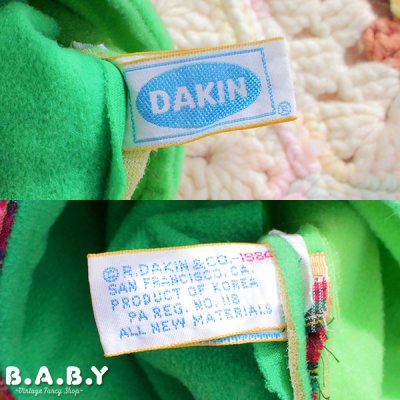 DAKIN
®
© R. DAKIN & CO. 1984
SAN FRANCISCO, CA.
PRODUCT OF KOREA
PA REG. NO. 118
ALL NEW MATERIALS
B.A.B.Y
~Vintage Fancy Shop~